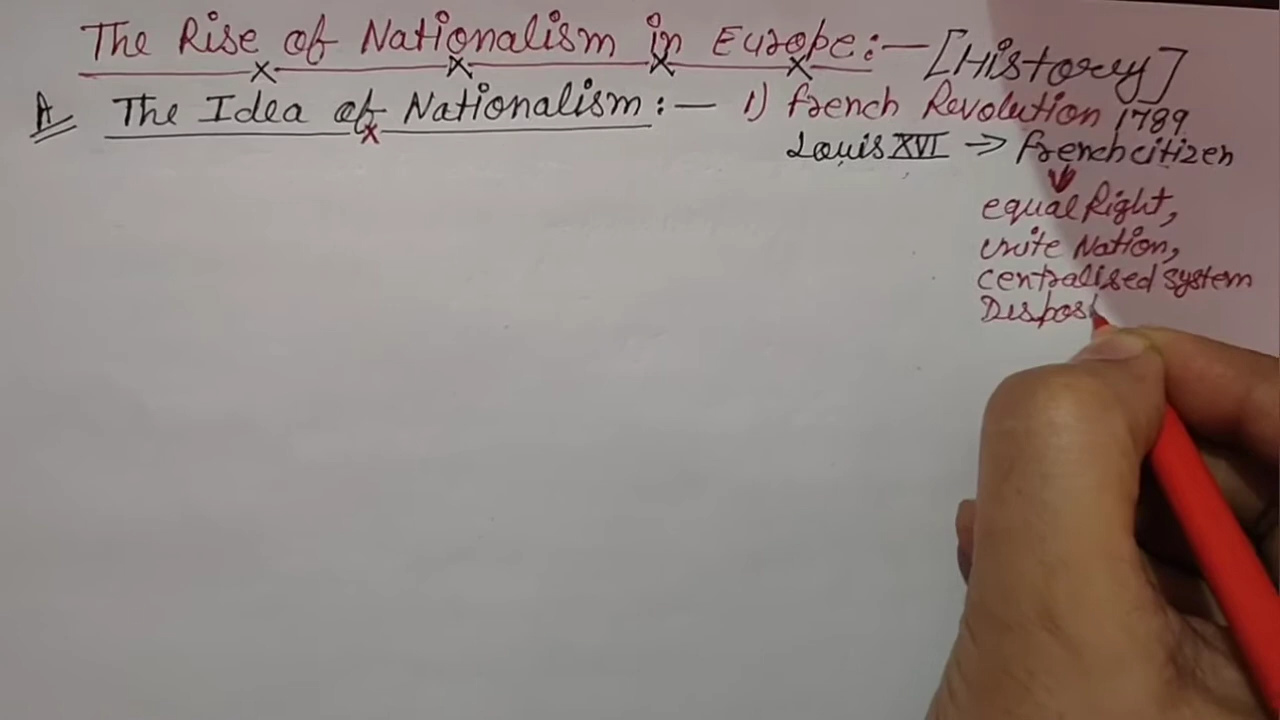 The Rise of Nationalism in Europe:— [History]
A The Idea of Nationalism:— 1) French Revolution 1789
Louis XVI → French citizen
equal Right,
unite Nation,
centralised system
Dispos